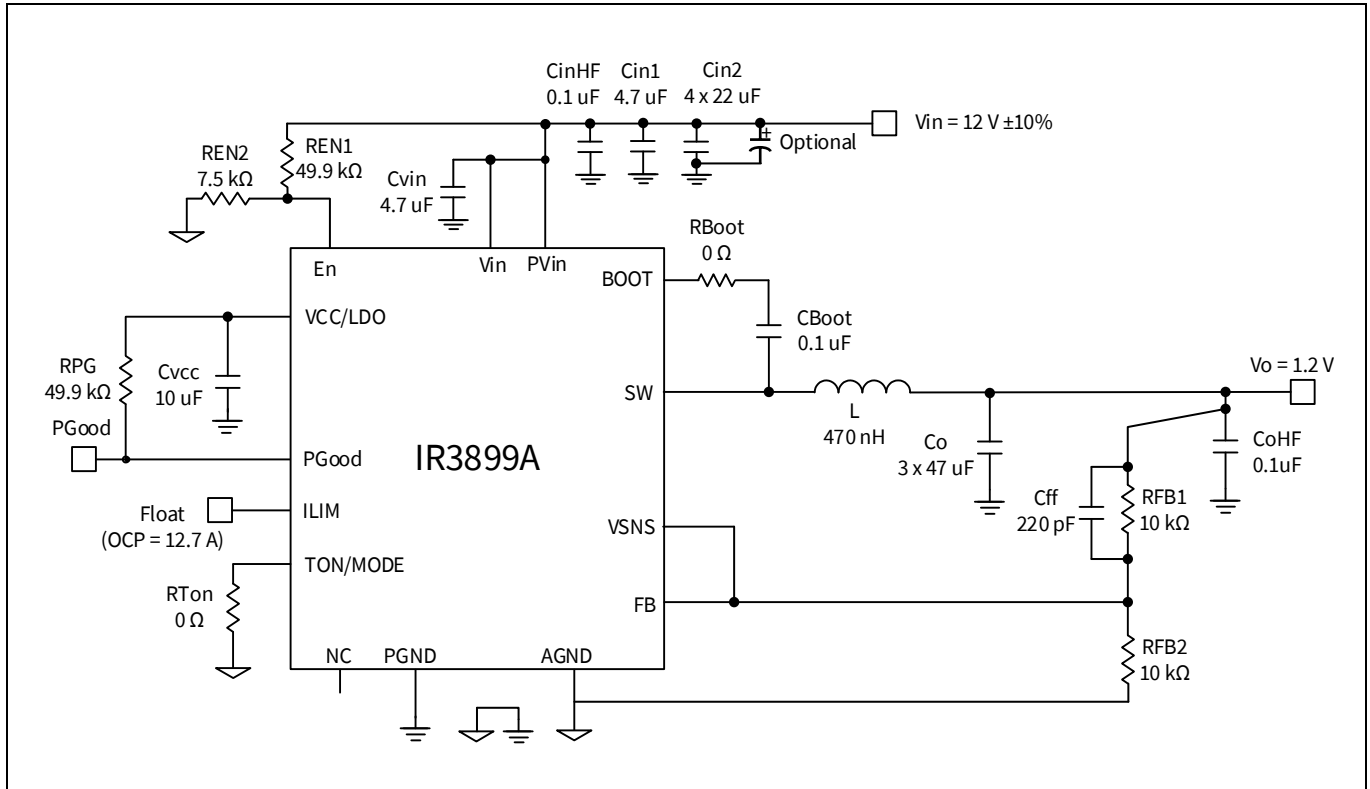 CinHF
0.1 uF
Cin1
4.7 uF
Cin2
4 x 22 uF
Vin = 12 V ±10%
+
Optional
REN2
7.5 kΩ
REN1
49.9 kΩ
Cvin
4.7 uF
RBoot
0 Ω
En
Vin
PVin
BOOT
VCC/LDO
CBoot
0.1 uF
RPG
49.9 kΩ
Cvcc
10 uF
Vo = 1.2 V
SW
L
470 nH
Co
3 x 47 uF
CoHF
0.1uF
PGood
PGood
IR3899A
Cff
220 pF
RFB1
10 kΩ
Float
(OCP = 12.7 A)
ILIM
VSNS
TON/MODE
RTon
0 Ω
FB
NC
PGND
AGND
RFB2
10 kΩ